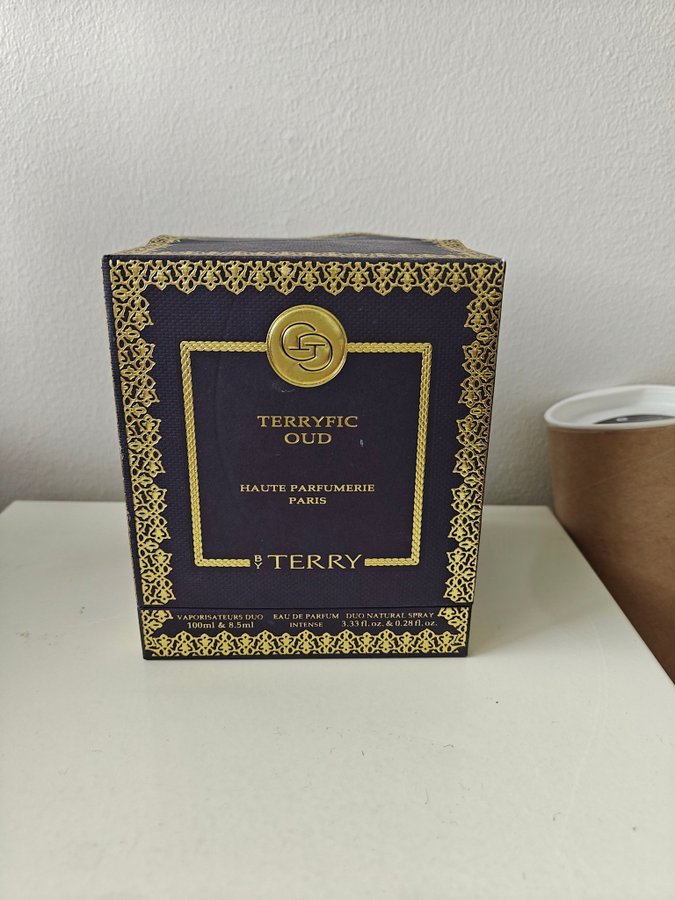 TERRYFIC
OUD
HAUTE PARFUMERIE
PARIS
BY TERRY
VAPORISATEURS DUO EAU DE PARFUM DUO NATURAL SPRAY
100ml & 8.5ml INTENSE 3.33 fl. oz. & 0.28 fl. oz.